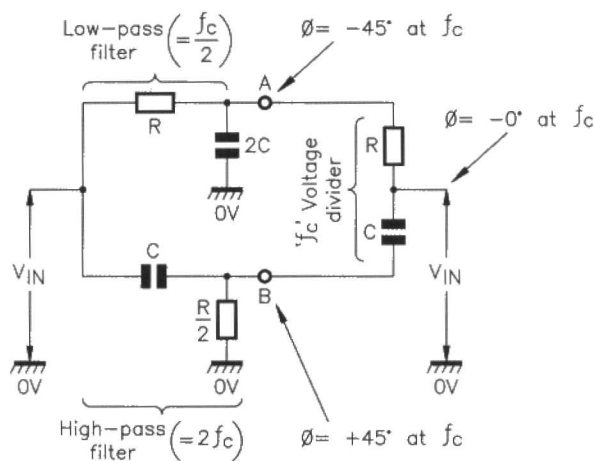 Low-pass filter (= fc/2)
Ø= -45° at fc
A
Ø= -0° at fc
R
2C
0V
R
'fc' Voltage divider
C
C
VIN
B
VIN
R/2
0V
0V
0V
High-pass filter (= 2fc)
Ø= +45° at fc